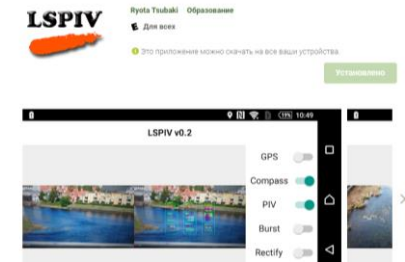 LSPIV
Ryota Tsubaki Образование
Для всех
Это приложение можно скачать на все ваши устройства.
Установлено
10:49
LSPIV v0.2
GPS
Compass
PIV
Burst
Rectify